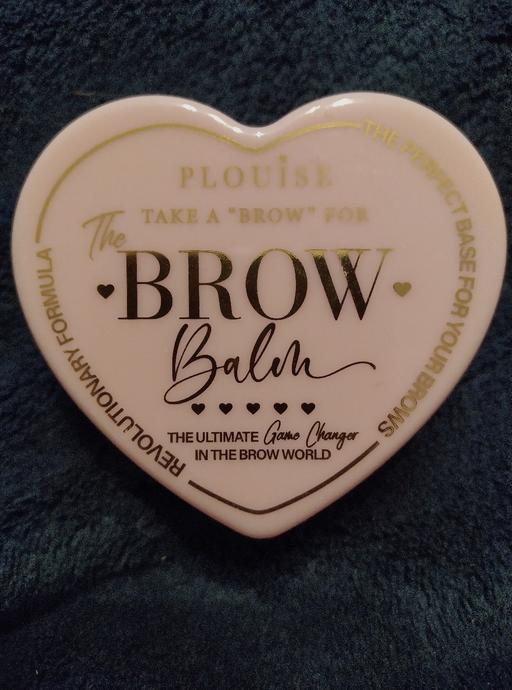 PLOUISE
TAKE A "BROW" FOR
The
BROW
Balm
THE ULTIMATE Game Changer
IN THE BROW WORLD
REVOLUTIONARY FORMULA
THE PERFECT BASE FOR YOUR BROWS